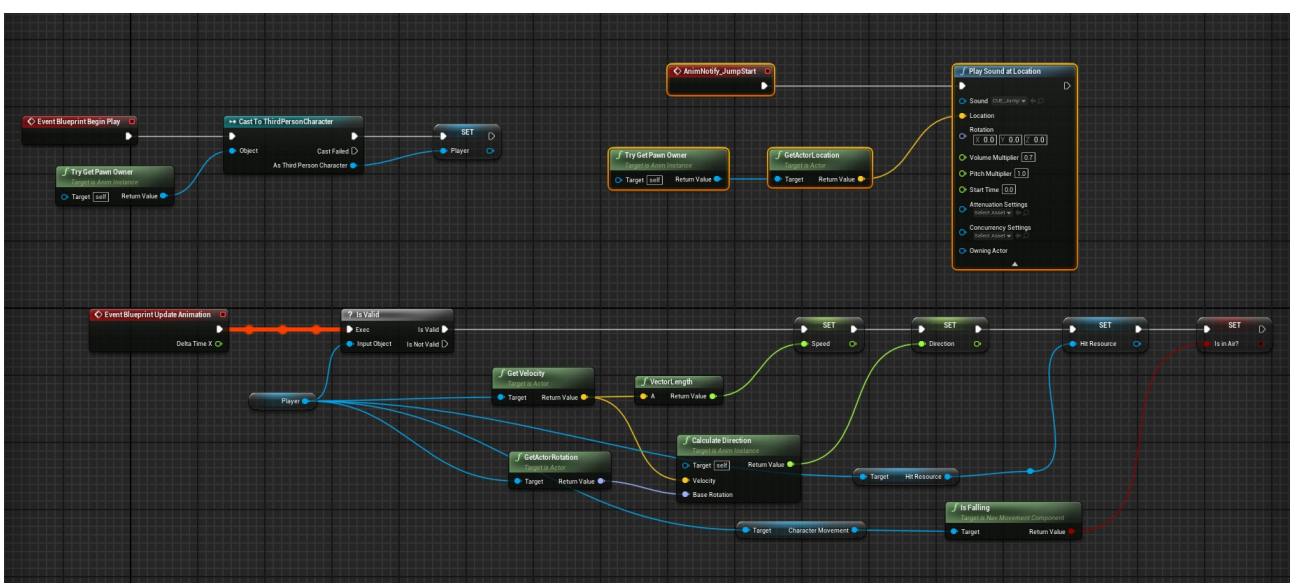 AnimNotify_JumpStart
Play Sound at Location
Sound CUE_Jump
Location
Rotation
X 0.0 Y 0.0 Z 0.0
Volume Multiplier 0.7
Pitch Multiplier 1.0
Start Time 0.0
Attenuation Settings
Select Asset
Concurrency Settings
Select Asset
Owning Actor
Event Blueprint Begin Play
Cast To ThirdPersonCharacter
Object Cast Failed
As Third Person Character
SET
Player
Try Get Pawn Owner
Target is Anim Instance
Target self Return Value
Try Get Pawn Owner
Target is Anim Instance
Target self Return Value
GetActorLocation
Target is Actor
Target Return Value
Event Blueprint Update Animation
Delta Time X
? Is Valid
Exec Is Valid
Input Object Is Not Valid
SET
Speed
SET
Direction
SET
Hit Resource
SET
Is in Air?
Player
Get Velocity
Target is Actor
Target Return Value
VectorLength
A Return Value
GetActorRotation
Target is Actor
Target Return Value
Calculate Direction
Target is Anim Instance
Target self Return Value
Velocity
Base Rotation
Target Hit Resource
Target Character Movement
Is Falling
Target is Nav Movement Component
Target Return Value